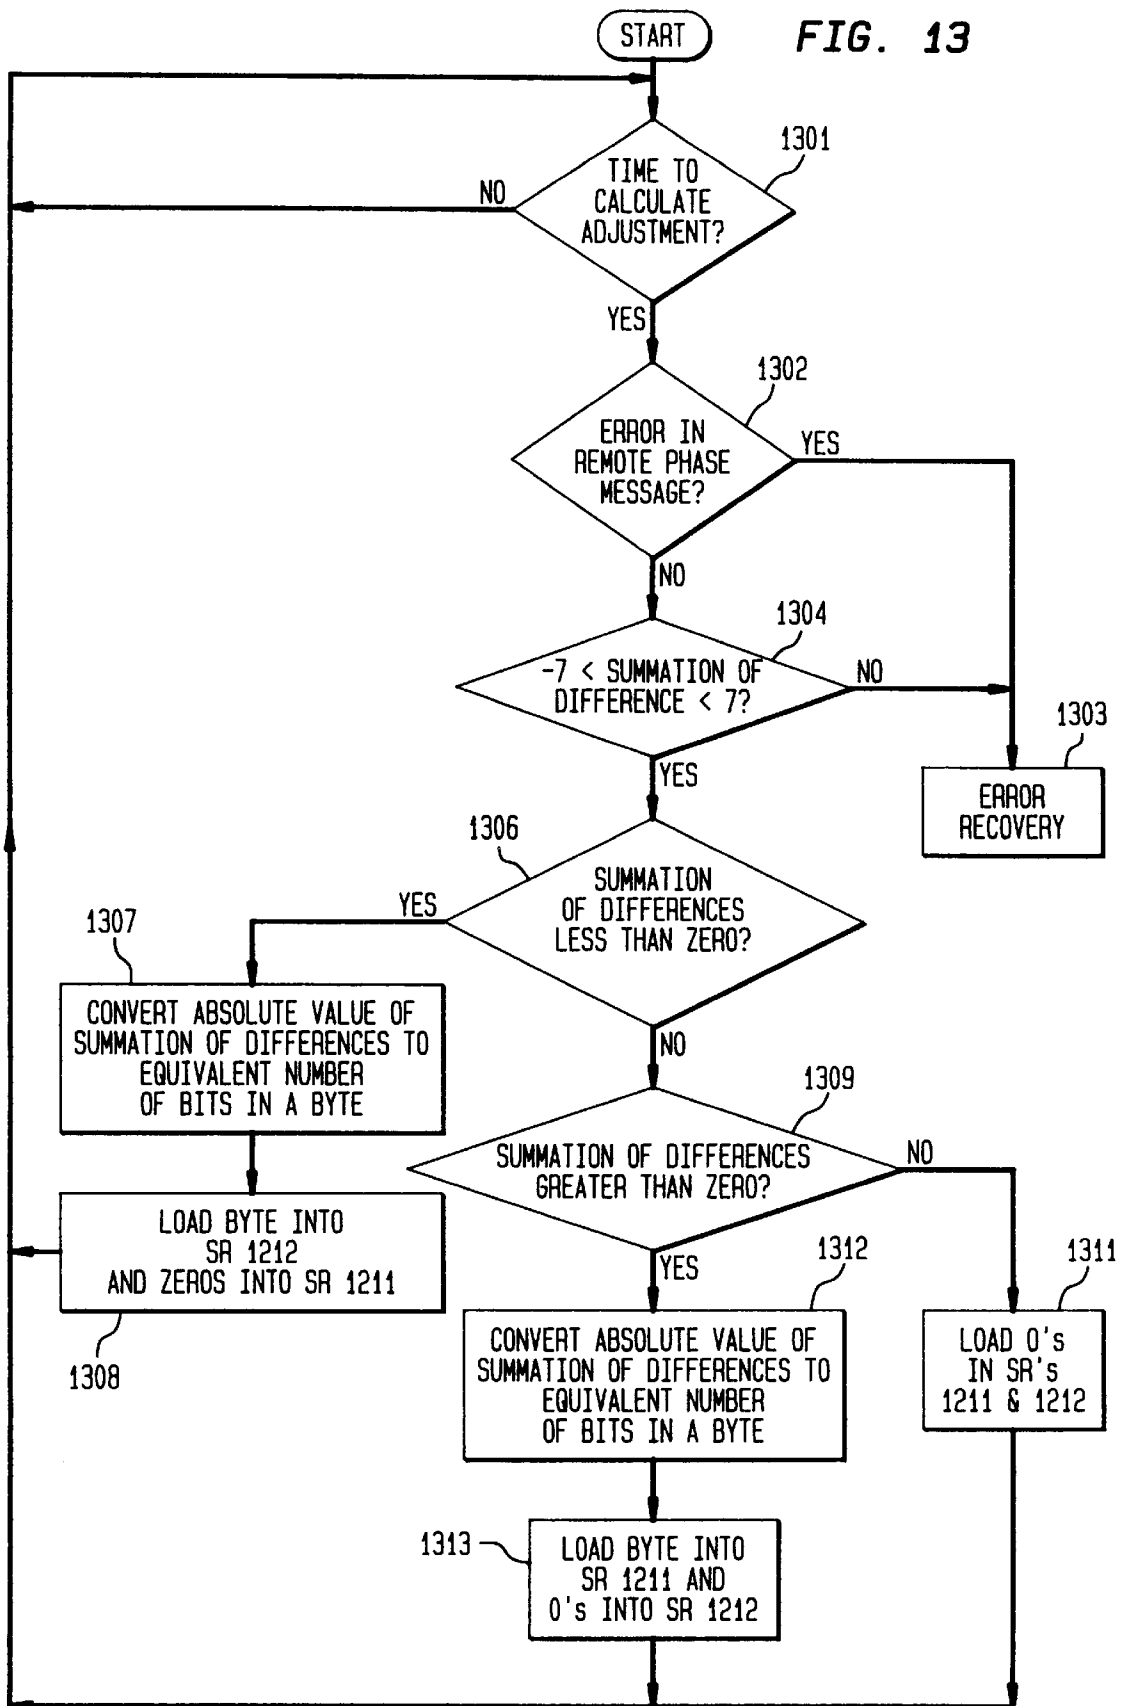 START
FIG. 13
1301
TIME TO
CALCULATE
ADJUSTMENT?
NO
YES
1302
ERROR IN
REMOTE PHASE
MESSAGE?
YES
NO
1304
-7 < SUMMATION OF
DIFFERENCE < 7?
NO
YES
1303
ERROR
RECOVERY
1306
SUMMATION
OF DIFFERENCES
LESS THAN ZERO?
YES
NO
1307
CONVERT ABSOLUTE VALUE OF
SUMMATION OF DIFFERENCES TO
EQUIVALENT NUMBER
OF BITS IN A BYTE
LOAD BYTE INTO
SR 1212
AND ZEROS INTO SR 1211
1308
1309
SUMMATION OF DIFFERENCES
GREATER THAN ZERO?
NO
YES
1312
CONVERT ABSOLUTE VALUE OF
SUMMATION OF DIFFERENCES TO
EQUIVALENT NUMBER
OF BITS IN A BYTE
1311
LOAD 0's
IN SR's
1211 & 1212
1313
LOAD BYTE INTO
SR 1211 AND
0's INTO SR 1212